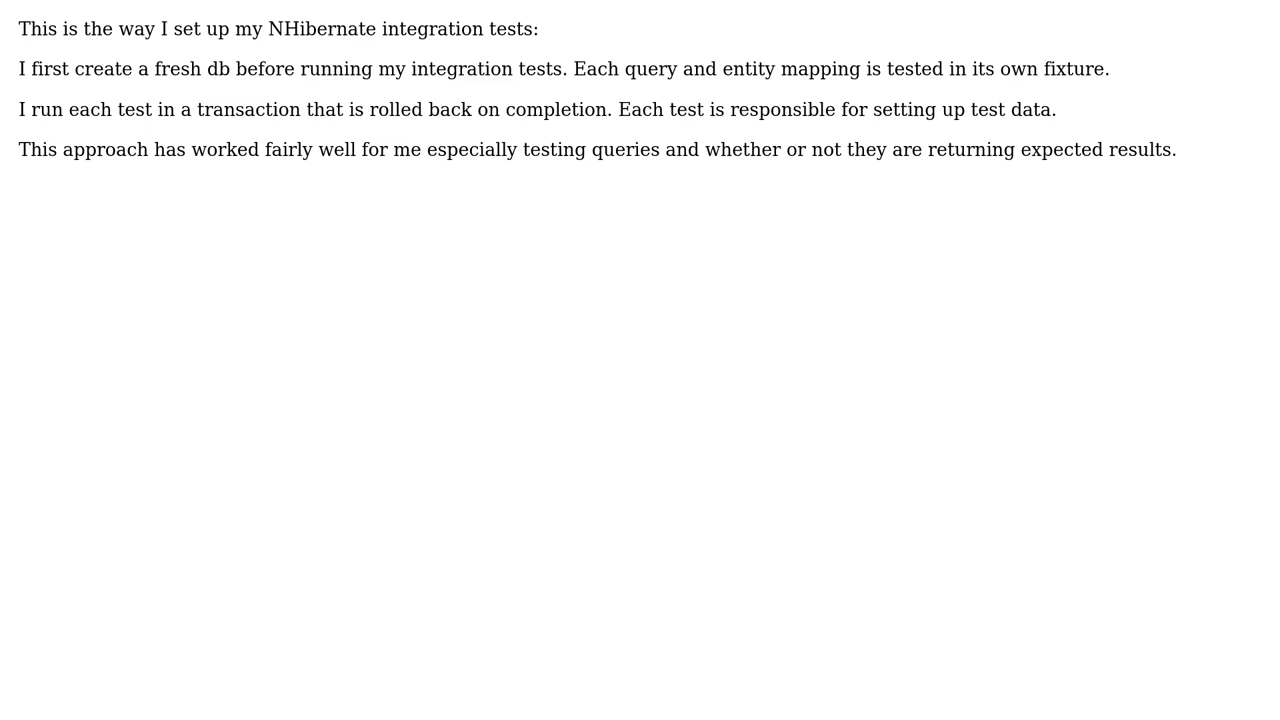 This is the way I set up my NHibernate integration tests:
I first create a fresh db before running my integration tests. Each query and entity mapping is tested in its own fixture.
I run each test in a transaction that is rolled back on completion. Each test is responsible for setting up test data.
This approach has worked fairly well for me especially testing queries and whether or not they are returning expected results.